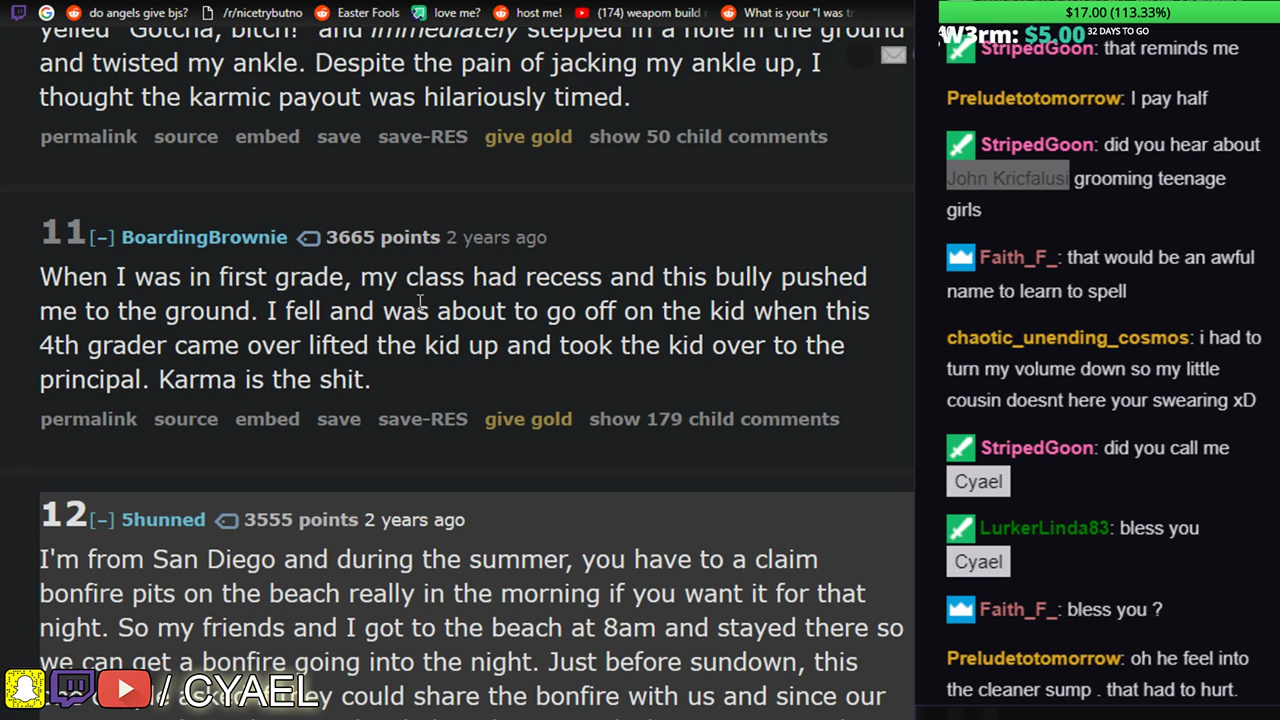 do angels give bjs?
/r/nicetrybutno
Easter Fools
love me?
host me!
(174) weapom build
What is your "I was
yelled "Gotcha, bitch!" and immediately stepped in a hole in the ground
and twisted my ankle. Despite the pain of jacking my ankle up, I
thought the karmic payout was hilariously timed.
permalink source embed save save-RES give gold show 50 child comments
11 [–] BoardingBrownie 3665 points 2 years ago
When I was in first grade, my class had recess and this bully pushed
me to the ground. I fell and was about to go off on the kid when this
4th grader came over lifted the kid up and took the kid over to the
principal. Karma is the shit.
permalink source embed save save-RES give gold show 179 child comments
12 [–] 5hunned 3555 points 2 years ago
I'm from San Diego and during the summer, you have to a claim
bonfire pits on the beach really in the morning if you want it for that
night. So my friends and I got to the beach at 8am and stayed there so
we can get a bonfire going into the night. Just before sundown, this
they could share the bonfire with us and since our
/ CYAEL
$17.00 (113.33%)
W3rm: $5.00 32 DAYS TO GO
StripedGoon: that reminds me
Preludetotomorrow: I pay half
StripedGoon: did you hear about
John Kricfalusi grooming teenage
girls
Faith_F_: that would be an awful
name to learn to spell
chaotic_unending_cosmos: i had to
turn my volume down so my little
cousin doesnt here your swearing xD
StripedGoon: did you call me
Cyael
LurkerLinda83: bless you
Cyael
Faith_F_: bless you ?
Preludetotomorrow: oh he feel into
the cleaner sump . that had to hurt.